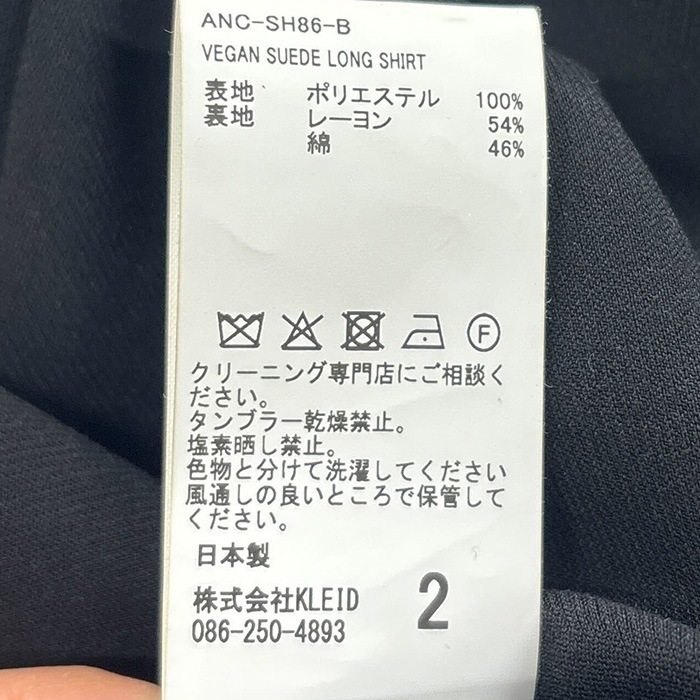 ANC-SH86-B
VEGAN SUEDE LONG SHIRT
表地 ポリエステル 100%
裏地 レーヨン 54%
綿 46%
F
クリーニング専門店にご相談く
ださい。
タンブラー乾燥禁止。
塩素晒し禁止。
色物と分けて洗濯してください
風通しの良いところで保管して
ください。
日本製
株式会社KLEID
086-250-4893
2